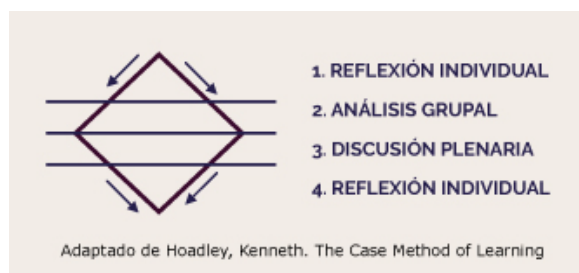 1. REFLEXIÓN INDIVIDUAL
2. ANÁLISIS GRUPAL
3. DISCUSIÓN PLENARIA
4. REFLEXIÓN INDIVIDUAL
Adaptado de Hoadley, Kenneth. The Case Method of Learning